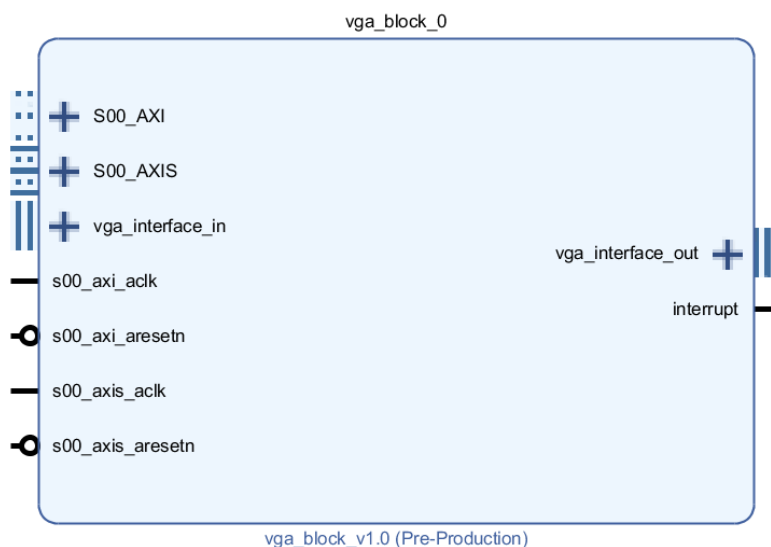 vga_block_0
S00_AXI
S00_AXIS
vga_interface_in
s00_axi_aclk
s00_axi_aresetn
s00_axis_aclk
s00_axis_aresetn
vga_interface_out
interrupt
vga_block_v1.0 (Pre-Production)